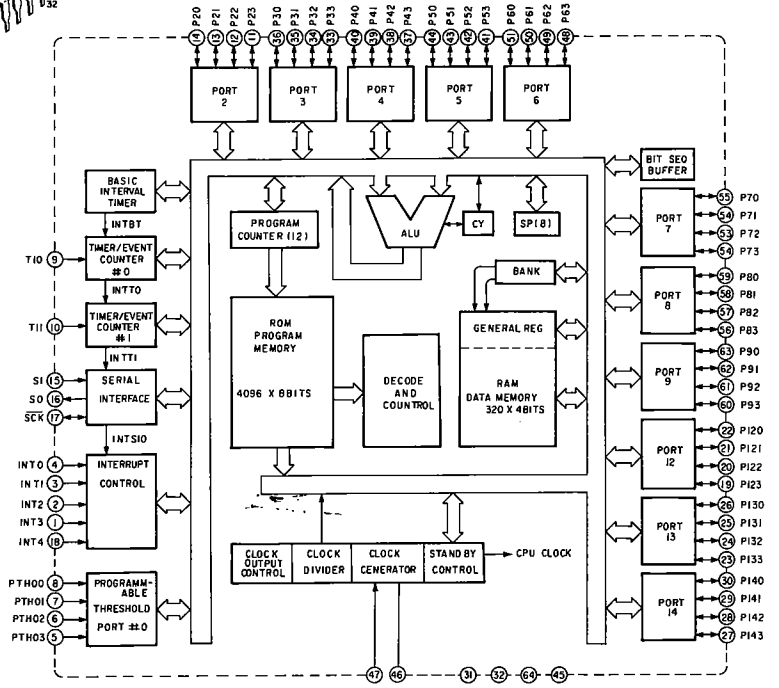 32
P20 P21 P22 P23 P30 P31 P32 P33 P40 P41 P42 P43 P50 P51 P52 P53 P60 P61 P62 P63
14 13 12 11 36 35 34 33 40 39 38 37 44 43 42 41 51 50 49 48
PORT 2
PORT 3
PORT 4
PORT 5
PORT 6
BASIC
INTERVAL
TIMER
INTBT
TI0 9
TIMER/EVENT
COUNTER
#0
INTT0
TI1 10
TIMER/EVENT
COUNTER
#1
INTT1
SI 15
SO 16
SCK 17
SERIAL
INTERFACE
INTSIO
INT0 4
INT1 3
INT2 2
INT3 1
INT4 18
INTERRUPT
CONTROL
PTH00 8
PTH01 7
PTH02 6
PTH03 5
PROGRAMM-
ABLE
THRESHOLD
PORT #0
PROGRAM
COUNTER (12)
ALU
CY
SP(8)
BANK
ROM
PROGRAM
MEMORY
4096 X 8BITS
DECODE
AND
COUNTROL
GENERAL REG
RAM
DATA MEMORY
320 X 4BITS
CLOCK
OUTPUT
CONTROL
CLOCK
DIVIDER
CLOCK
GENERATOR
STANDBY
CONTROL
CPU CLOCK
47 46 31 32 64 45
BIT SEQ
BUFFER
PORT
7
55 P70
54 P71
53 P72
54 P73
PORT
8
59 P80
58 P81
57 P82
56 P83
PORT
9
63 P90
62 P91
61 P92
60 P93
PORT
12
22 P120
21 P121
20 P122
19 P123
PORT
13
26 P130
25 P131
24 P132
23 P133
PORT
14
30 P140
29 P141
28 P142
27 P143